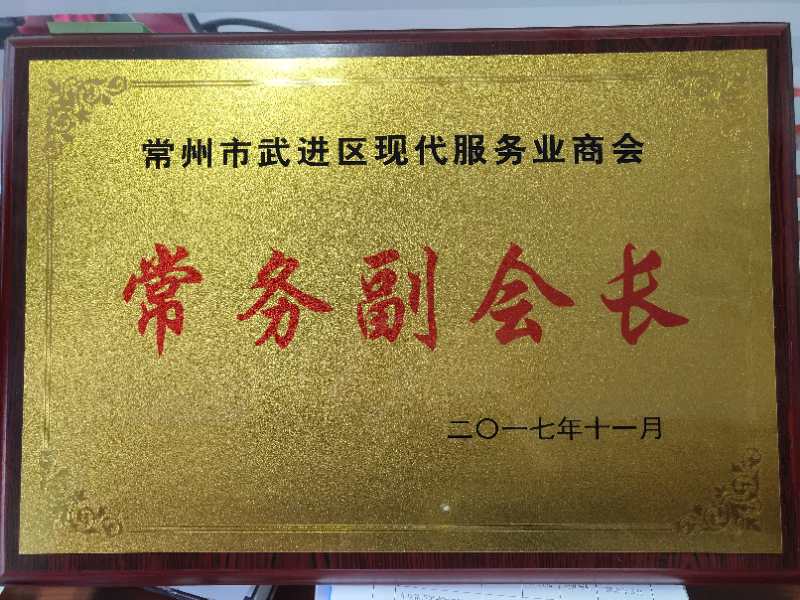 常州市武进区现代服务业商会
常务副会长
二〇一七年十一月